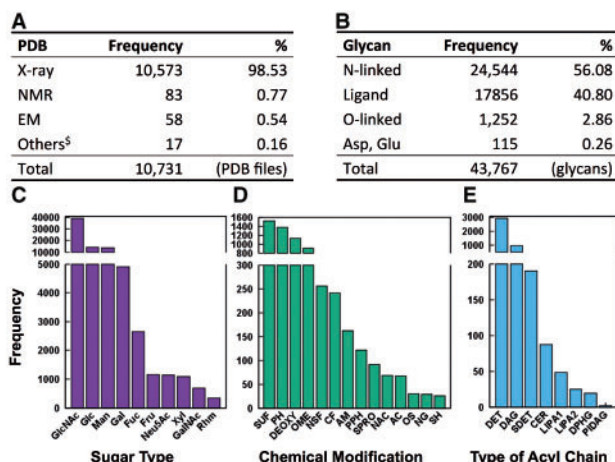 A
PDB Frequency %
X-ray 10,573 98.53
NMR 83 0.77
EM 58 0.54
Others$ 17 0.16
Total 10,731 (PDB files)
B
Glycan Frequency %
N-linked 24,544 56.08
Ligand 17856 40.80
O-linked 1,252 2.86
Asp, Glu 115 0.26
Total 43,767 (glycans)
C
Frequency
40000
30000
20000
10000
5000
4000
3000
2000
1000
0
GlcNAc
Glc
Man
Gal
Fuc
Fru
Neu5Ac
Xyl
GalNAc
Rhm
Sugar Type
D
1600
1400
1200
1000
800
300
250
200
150
100
50
0
SUF
PH
DEOXY
OME
NSF
CF
AM
PPH
SPRO
NAC
AC
OS
NG
SH
Chemical Modification
E
3000
2000
1000
200
150
100
50
0
DET
DAG
SDET
CER
LIPA1
LIPA2
DPHG
PIDAG
Type of Acyl Chain